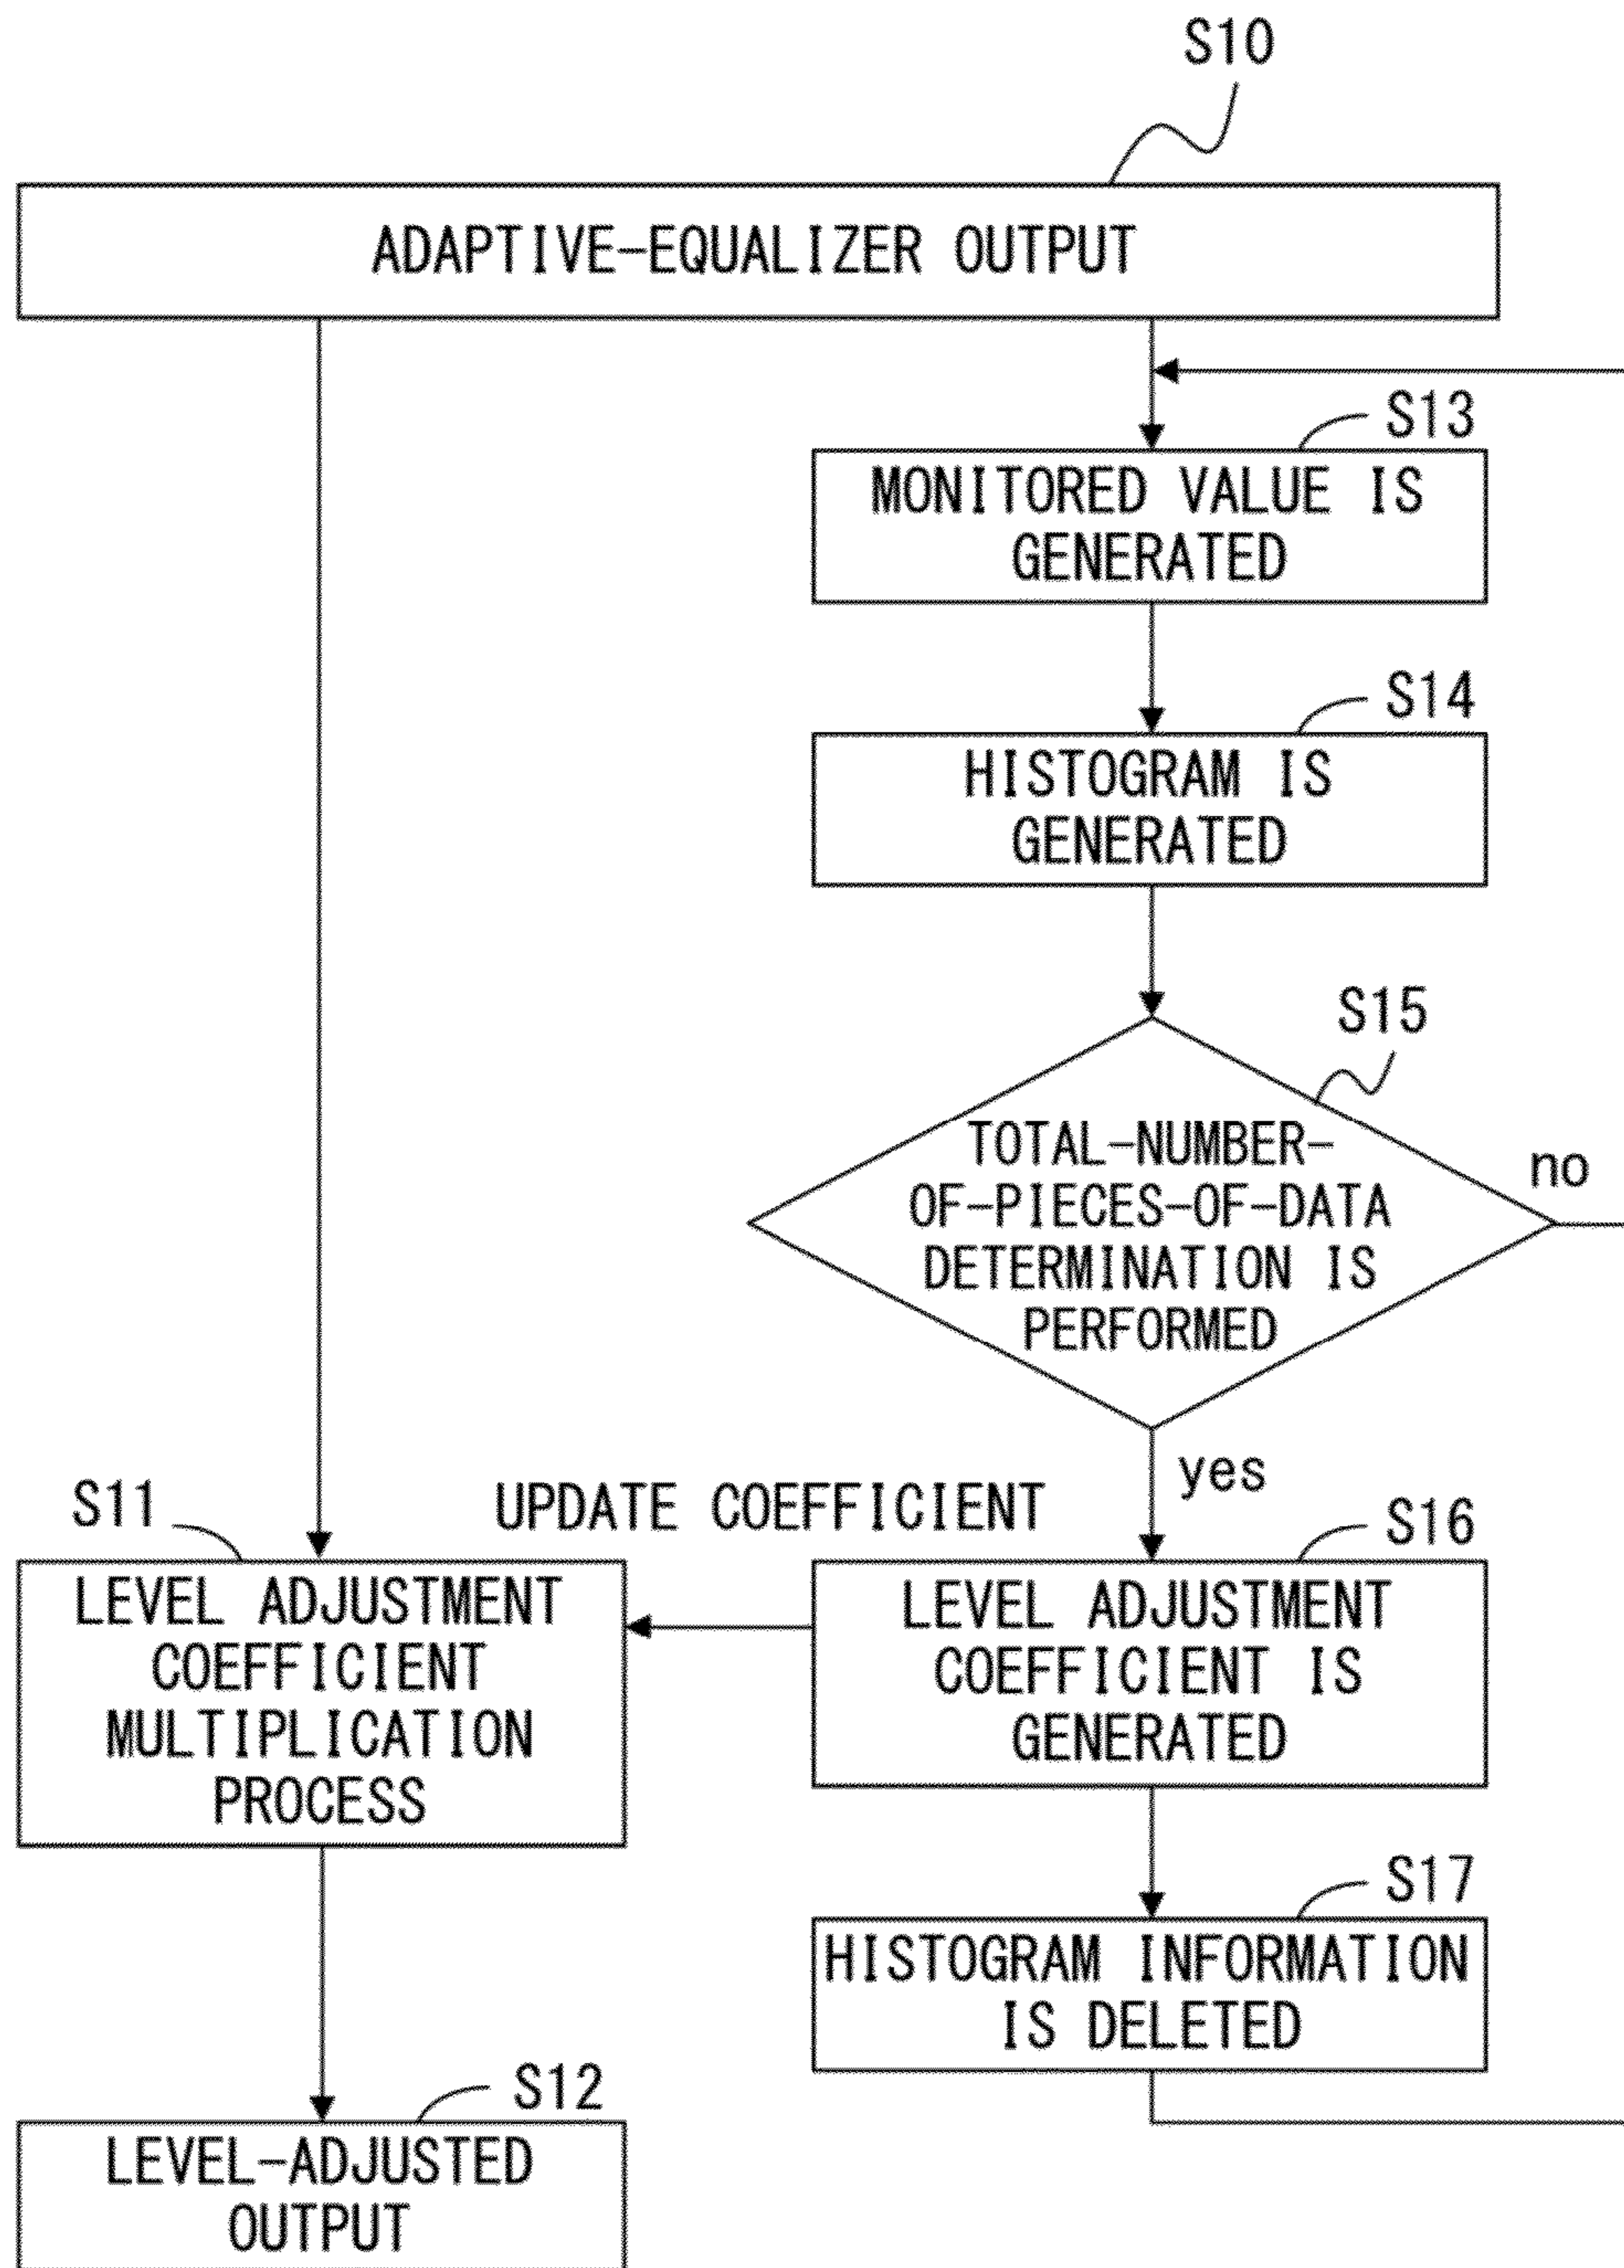 S10
ADAPTIVE-EQUALIZER OUTPUT
S13
MONITORED VALUE IS
GENERATED
S14
HISTOGRAM IS
GENERATED
S15
TOTAL-NUMBER-
OF-PIECES-OF-DATA
DETERMINATION IS
PERFORMED
no
yes
UPDATE COEFFICIENT
S11
LEVEL ADJUSTMENT
COEFFICIENT
MULTIPLICATION
PROCESS
S16
LEVEL ADJUSTMENT
COEFFICIENT IS
GENERATED
S17
HISTOGRAM INFORMATION
IS DELETED
S12
LEVEL-ADJUSTED
OUTPUT